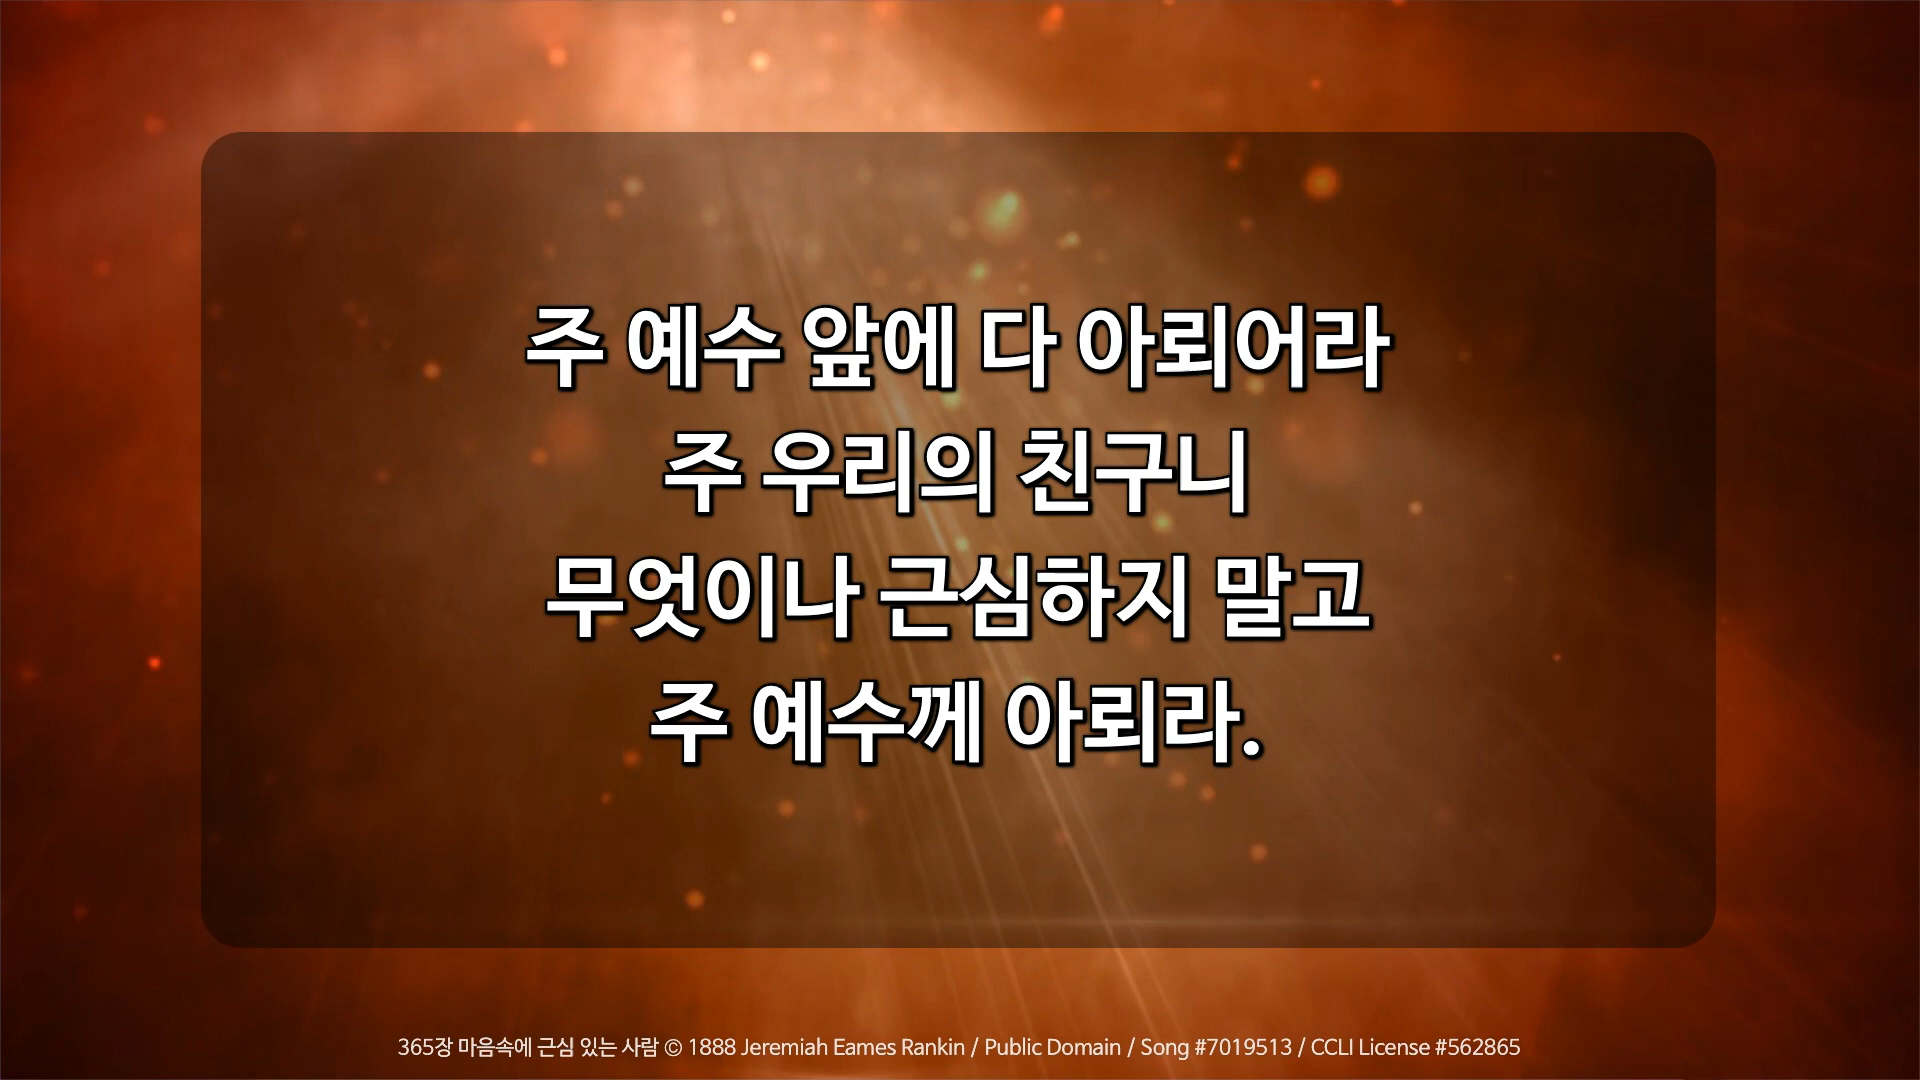 주 예수 앞에 다 아뢰어라
주 우리의 친구니
무엇이나 근심하지 말고
주 예수께 아뢰라.
365장 마음속에 근심 있는 사람 © 1888 Jeremiah Eames Rankin / Public Domain / Song #7019513 / CCLI License #562865